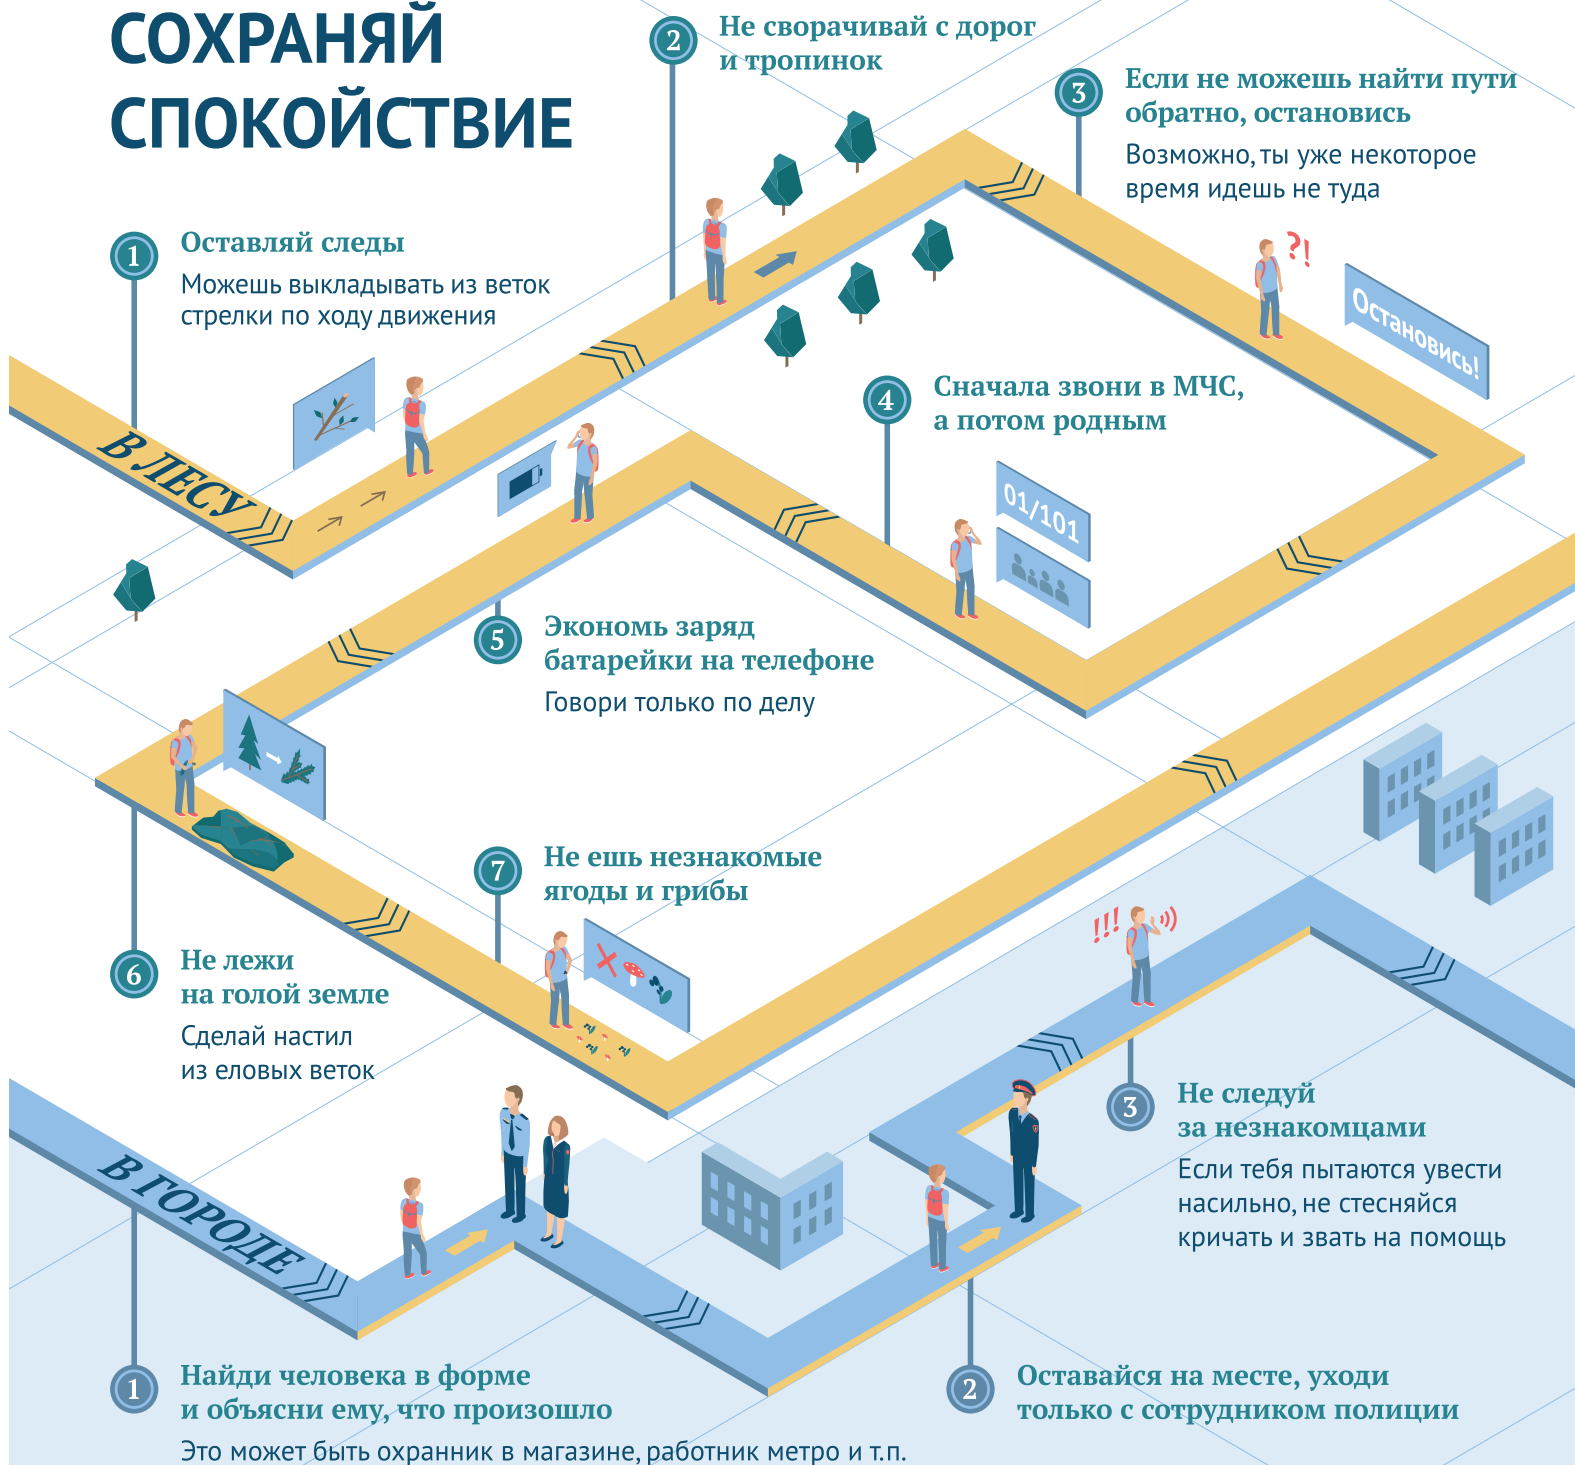 СОХРАНЯЙ
СПОКОЙСТВИЕ
В ЛЕСУ
1
Оставляй следы
Можешь выкладывать из веток
стрелки по ходу движения
2
Не сворачивай с дорог
и тропинок
3
Если не можешь найти пути
обратно, остановись
Возможно, ты уже некоторое
время идешь не туда
?!
Остановись!
4
Сначала звони в МЧС,
а потом родным
01/101
5
Экономь заряд
батарейки на телефоне
Говори только по делу
6
Не лежи
на голой земле
Сделай настил
из еловых веток
7
Не ешь незнакомые
ягоды и грибы
В ГОРОДЕ
1
Найди человека в форме
и объясни ему, что произошло
Это может быть охранник в магазине, работник метро и т.п.
2
Оставайся на месте, уходи
только с сотрудником полиции
!!!
3
Не следуй
за незнакомцами
Если тебя пытаются увести
насильно, не стесняйся
кричать и звать на помощь